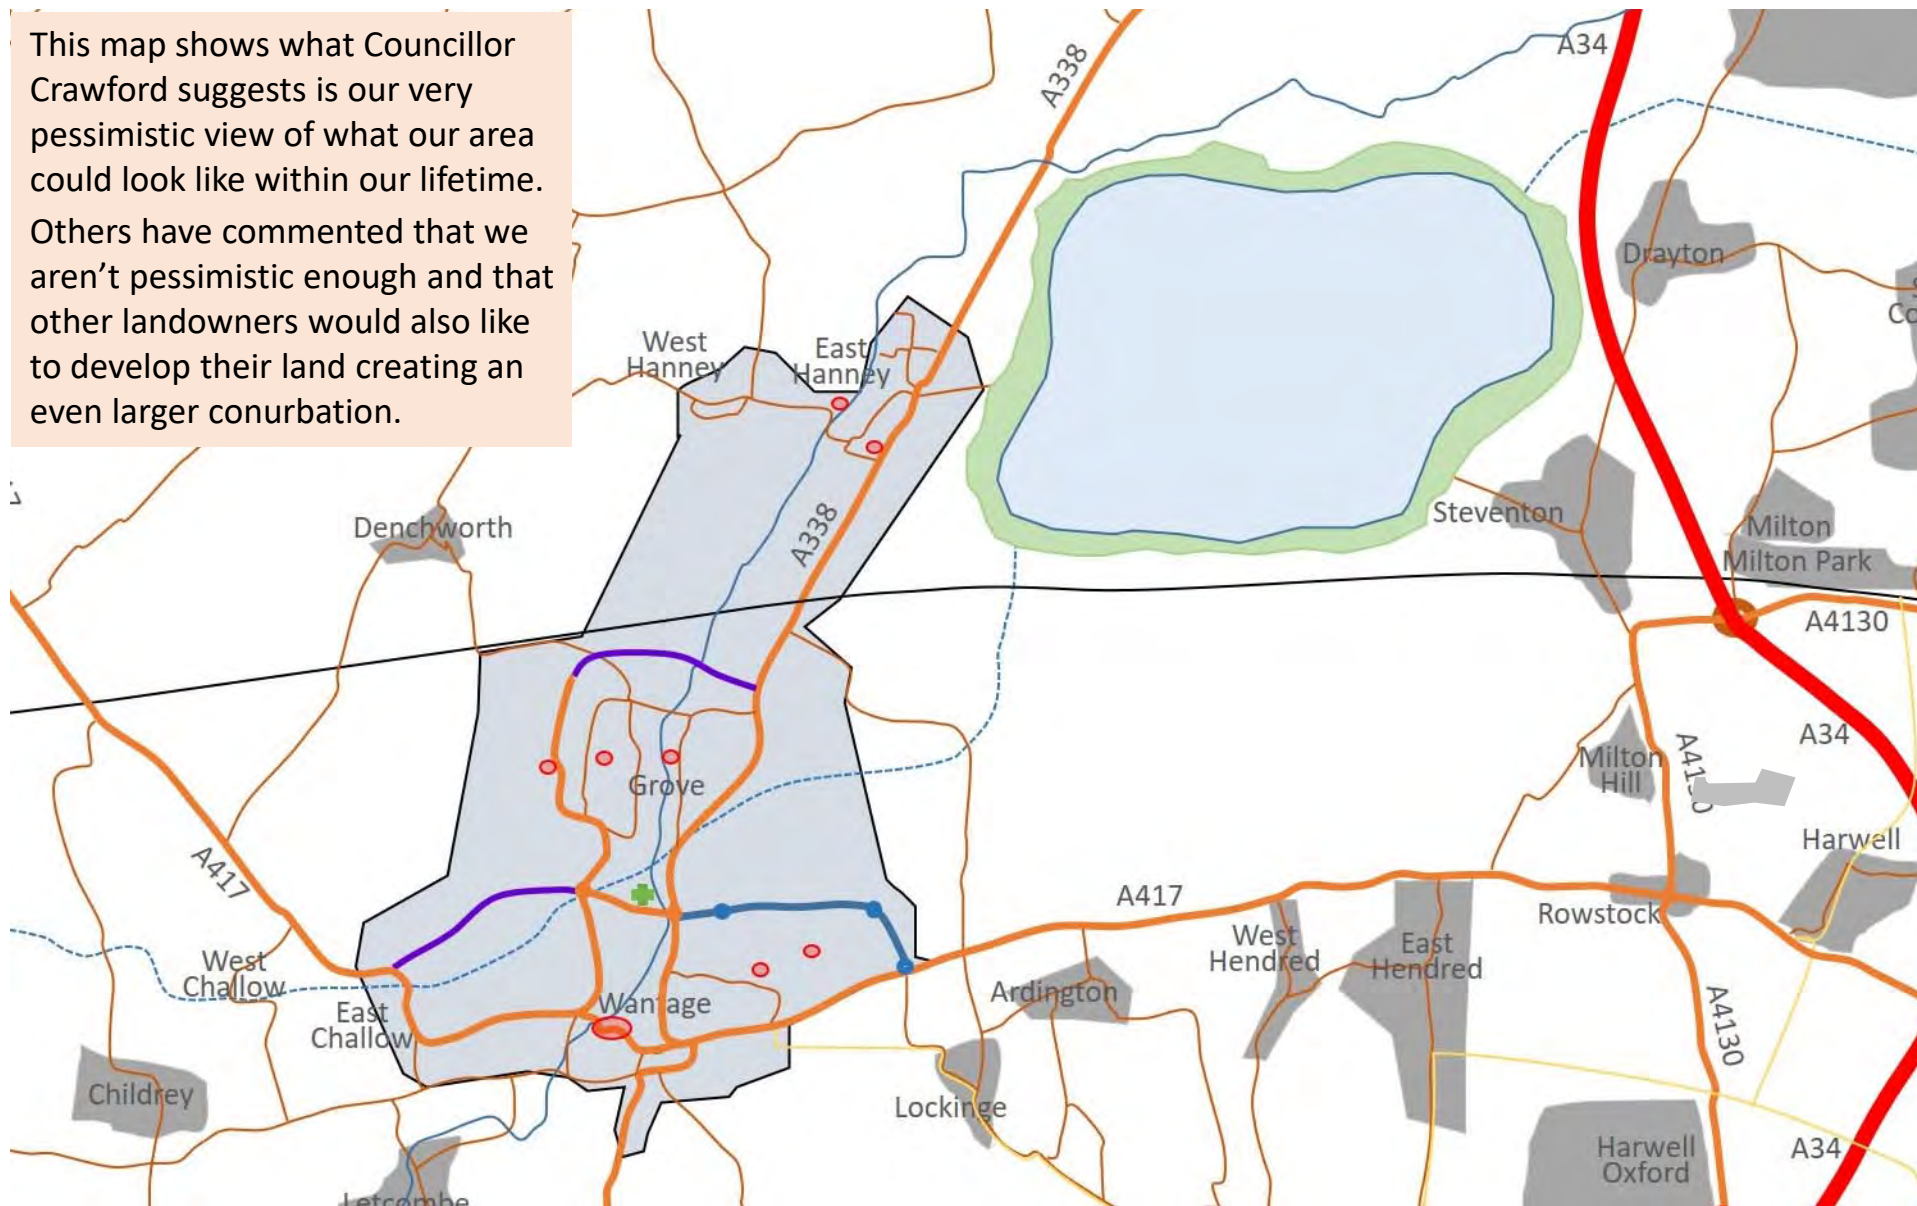 This map shows what Councillor
Crawford suggests is our very
pessimistic view of what our area
could look like within our lifetime.
Others have commented that we
aren’t pessimistic enough and that
other landowners would also like
to develop their land creating an
even larger conurbation.
A338
A34
Drayton
West
Hanney
East
Hanney
Denchworth
A338
Steventon
Milton
Milton Park
A4130
A34
Milton
Hill
A4130
Grove
Harwell
A417
A417
Rowstock
West
Hendred
East
Hendred
West
Challow
Wantage
Ardington
East
Challow
A4130
Childrey
Lockinge
Harwell
Oxford
A34
Letcombe